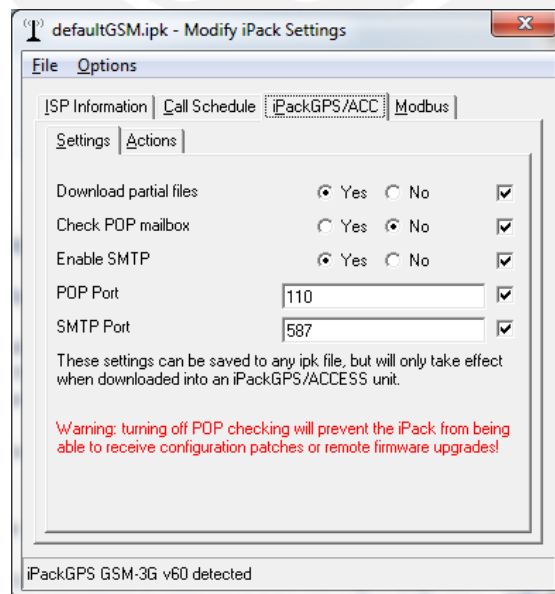 defaultGSM.ipk - Modify iPack Settings
File Options
ISP Information Call Schedule iPackGPS/ACC Modbus
Settings Actions
Download partial files Yes No
Check POP mailbox Yes No
Enable SMTP Yes No
POP Port 110
SMTP Port 587
These settings can be saved to any ipk file, but will only take effect
when downloaded into an iPackGPS/ACCESS unit.
Warning: turning off POP checking will prevent the iPack from being
able to receive configuration patches or remote firmware upgrades!
iPackGPS GSM-3G v60 detected